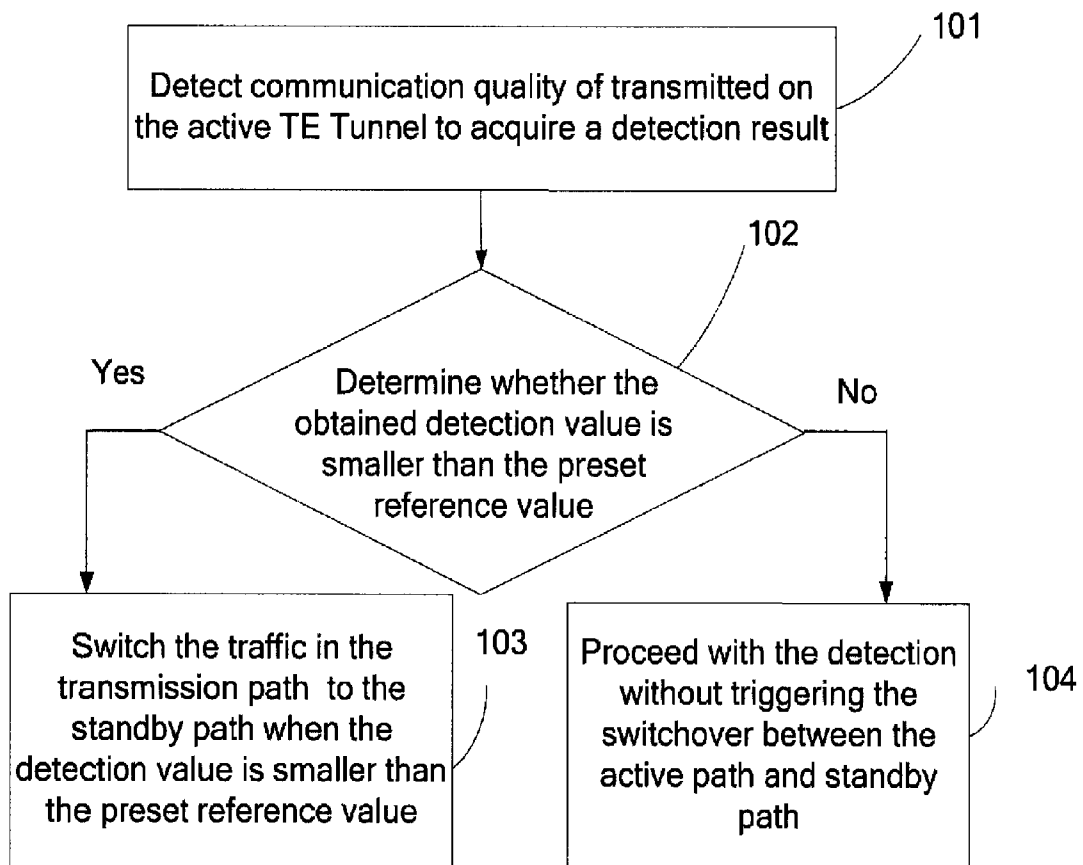 101
Detect communication quality of transmitted on
the active TE Tunnel to acquire a detection result
102
Yes
No
Determine whether the
obtained detection value is
smaller than the preset
reference value
Switch the traffic in the
transmission path to the
standby path when the
detection value is smaller than
the preset reference value
103
Proceed with the detection
without triggering the
switchover between the
active path and standby
path
104